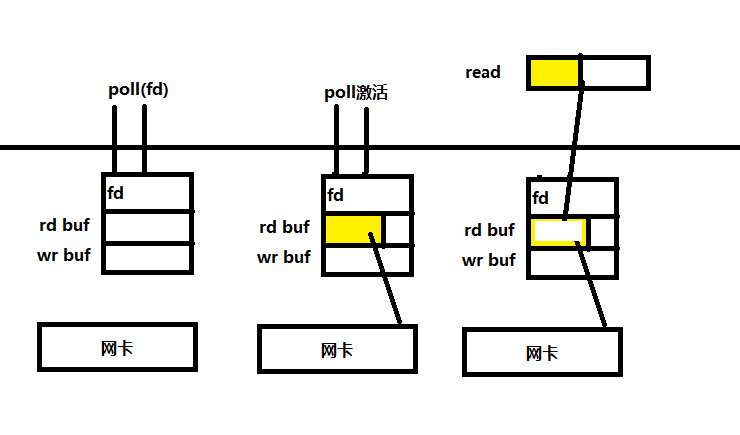 poll(fd)
fd
rd buf
wr buf
网卡
poll激活
fd
rd buf
wr buf
网卡
read
fd
rd buf
wr buf
网卡